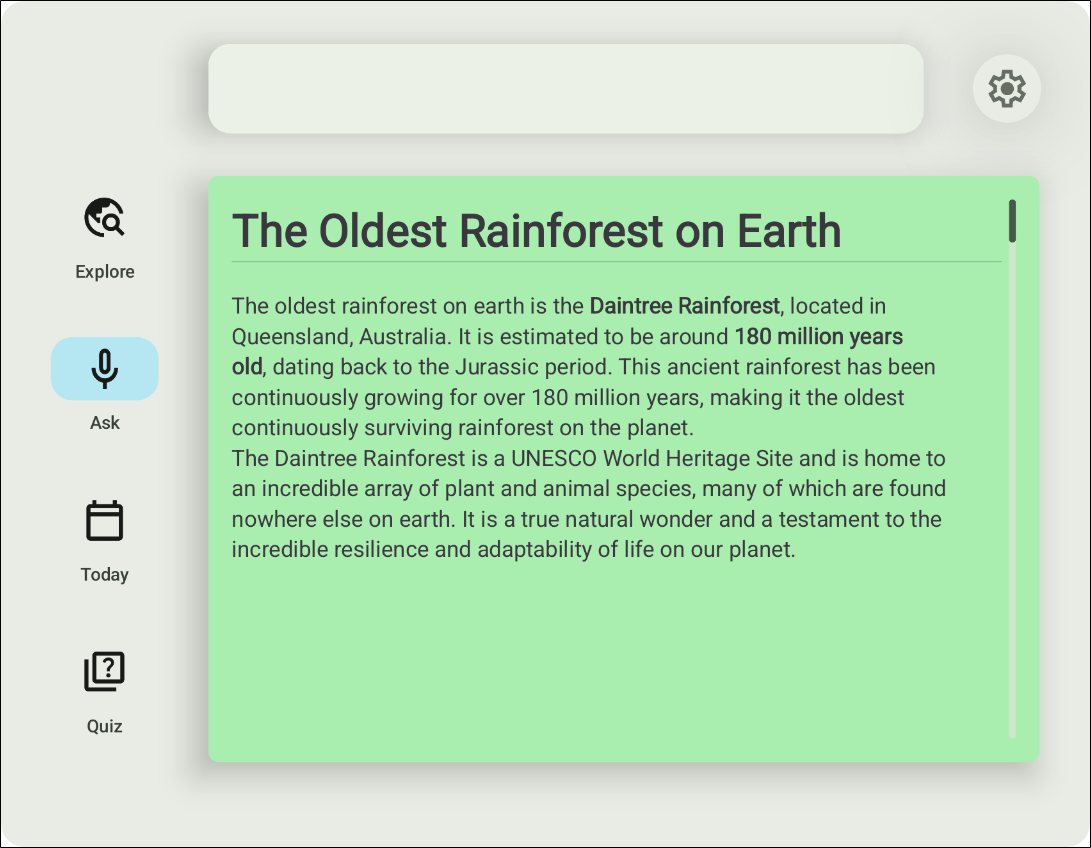 The Oldest Rainforest on Earth
The oldest rainforest on earth is the Daintree Rainforest, located in
Queensland, Australia. It is estimated to be around 180 million years
old, dating back to the Jurassic period. This ancient rainforest has been
continuously growing for over 180 million years, making it the oldest
continuously surviving rainforest on the planet.
The Daintree Rainforest is a UNESCO World Heritage Site and is home to
an incredible array of plant and animal species, many of which are found
nowhere else on earth. It is a true natural wonder and a testament to the
incredible resilience and adaptability of life on our planet.
Explore
Ask
Today
?
Quiz